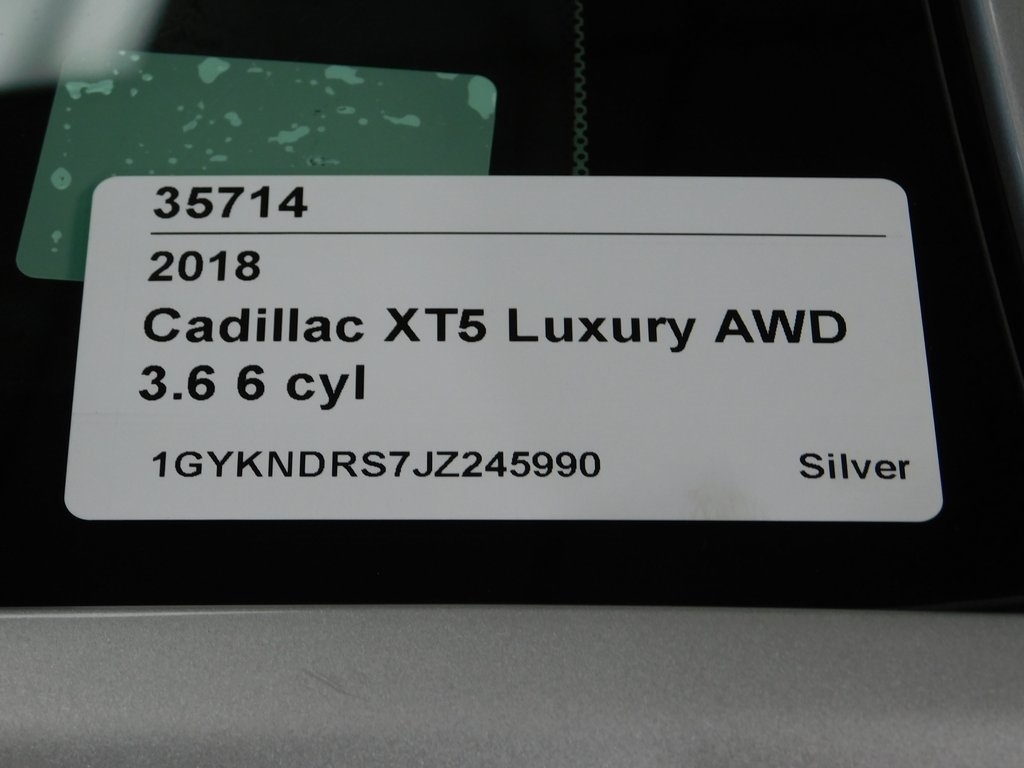 35714
2018
Cadillac XT5 Luxury AWD
3.6 6 cyl
1GYKNDRS7JZ245990 Silver